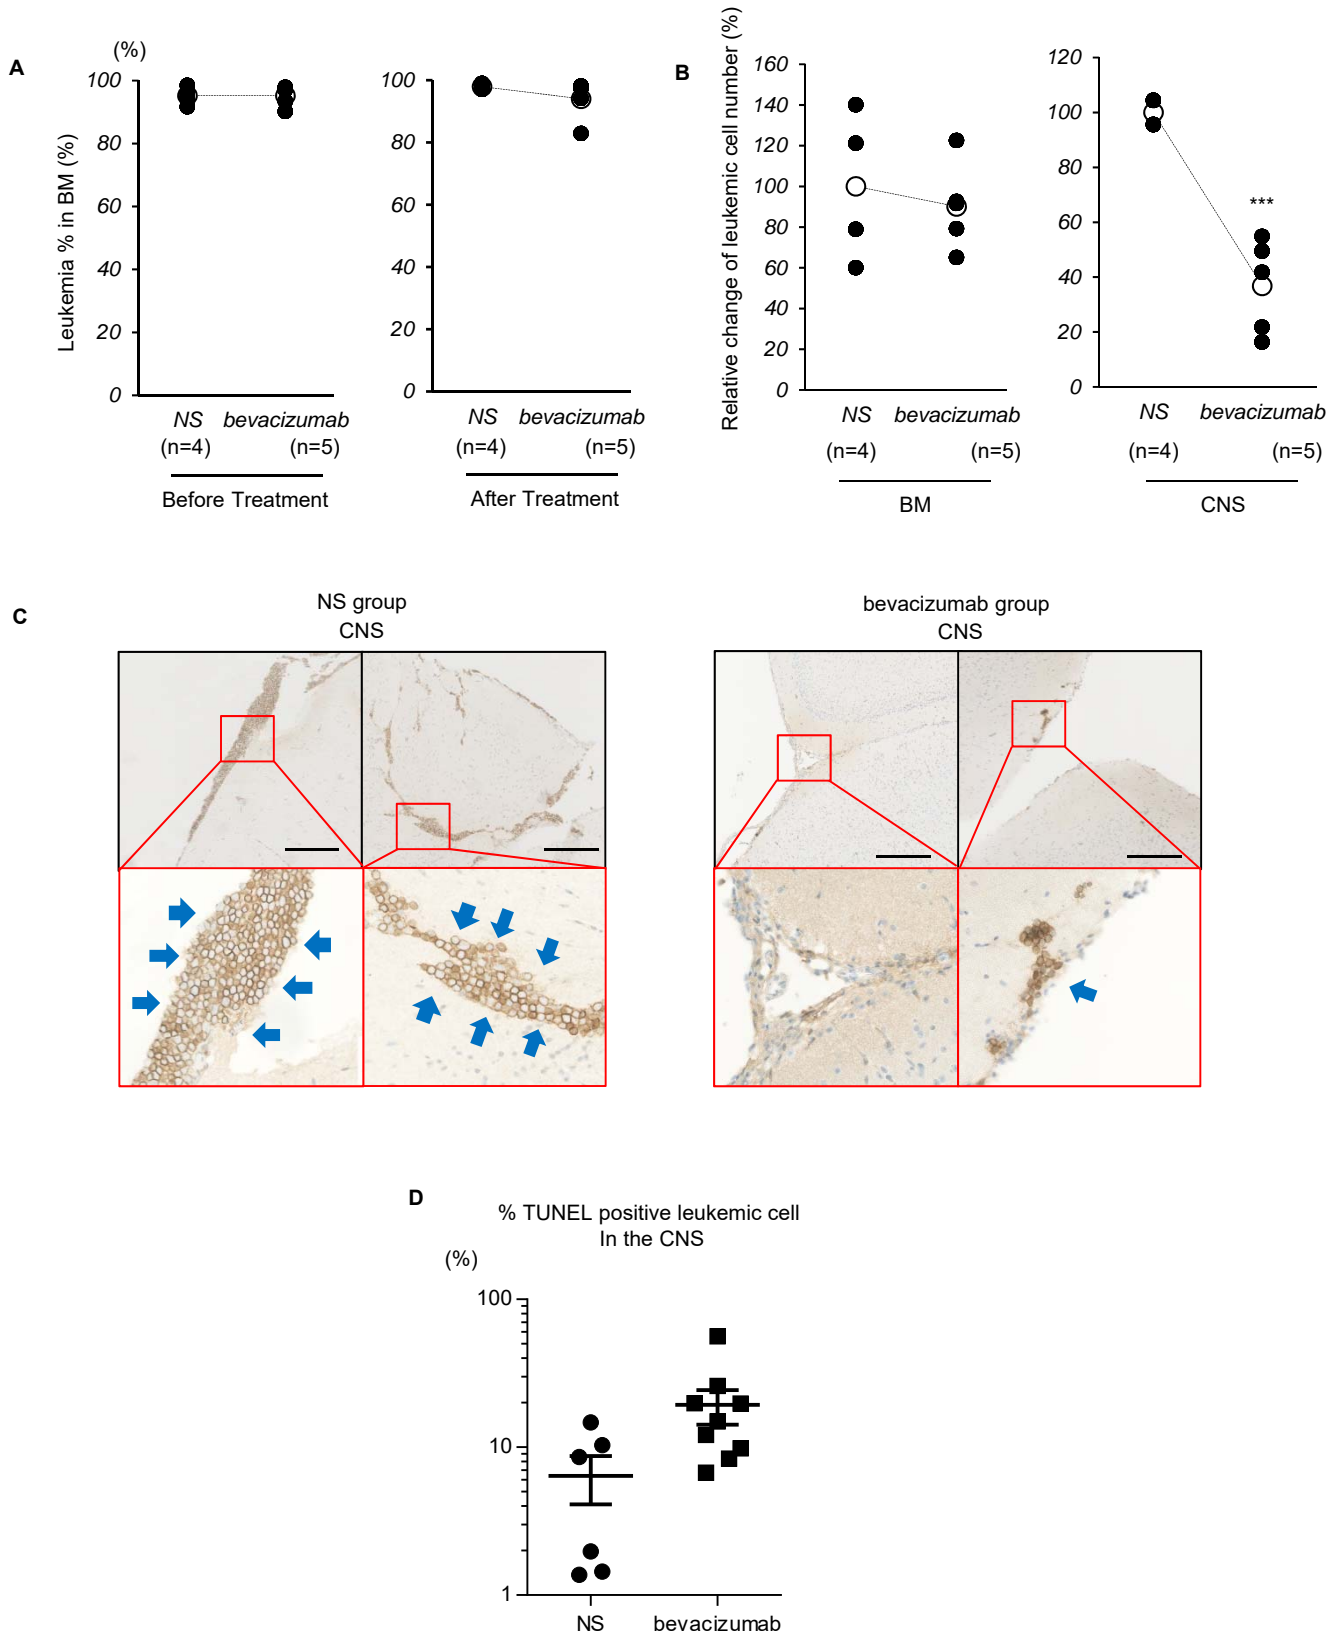 A
(%)
Leukemia % in BM (%)
100
80
60
40
20
0
NS bevacizumab
(n=4) (n=5)
Before Treatment
100
80
60
40
20
0
NS bevacizumab
(n=4) (n=5)
After Treatment
B
Relative change of leukemic cell number (%)
160
140
120
100
80
60
40
20
0
NS bevacizumab
(n=4) (n=5)
BM
120
100
80
60
40
20
0
***
NS bevacizumab
(n=4) (n=5)
CNS
C
NS group
CNS
bevacizumab group
CNS
D
% TUNEL positive leukemic cell
In the CNS
(%)
100
10
1
NS bevacizumab